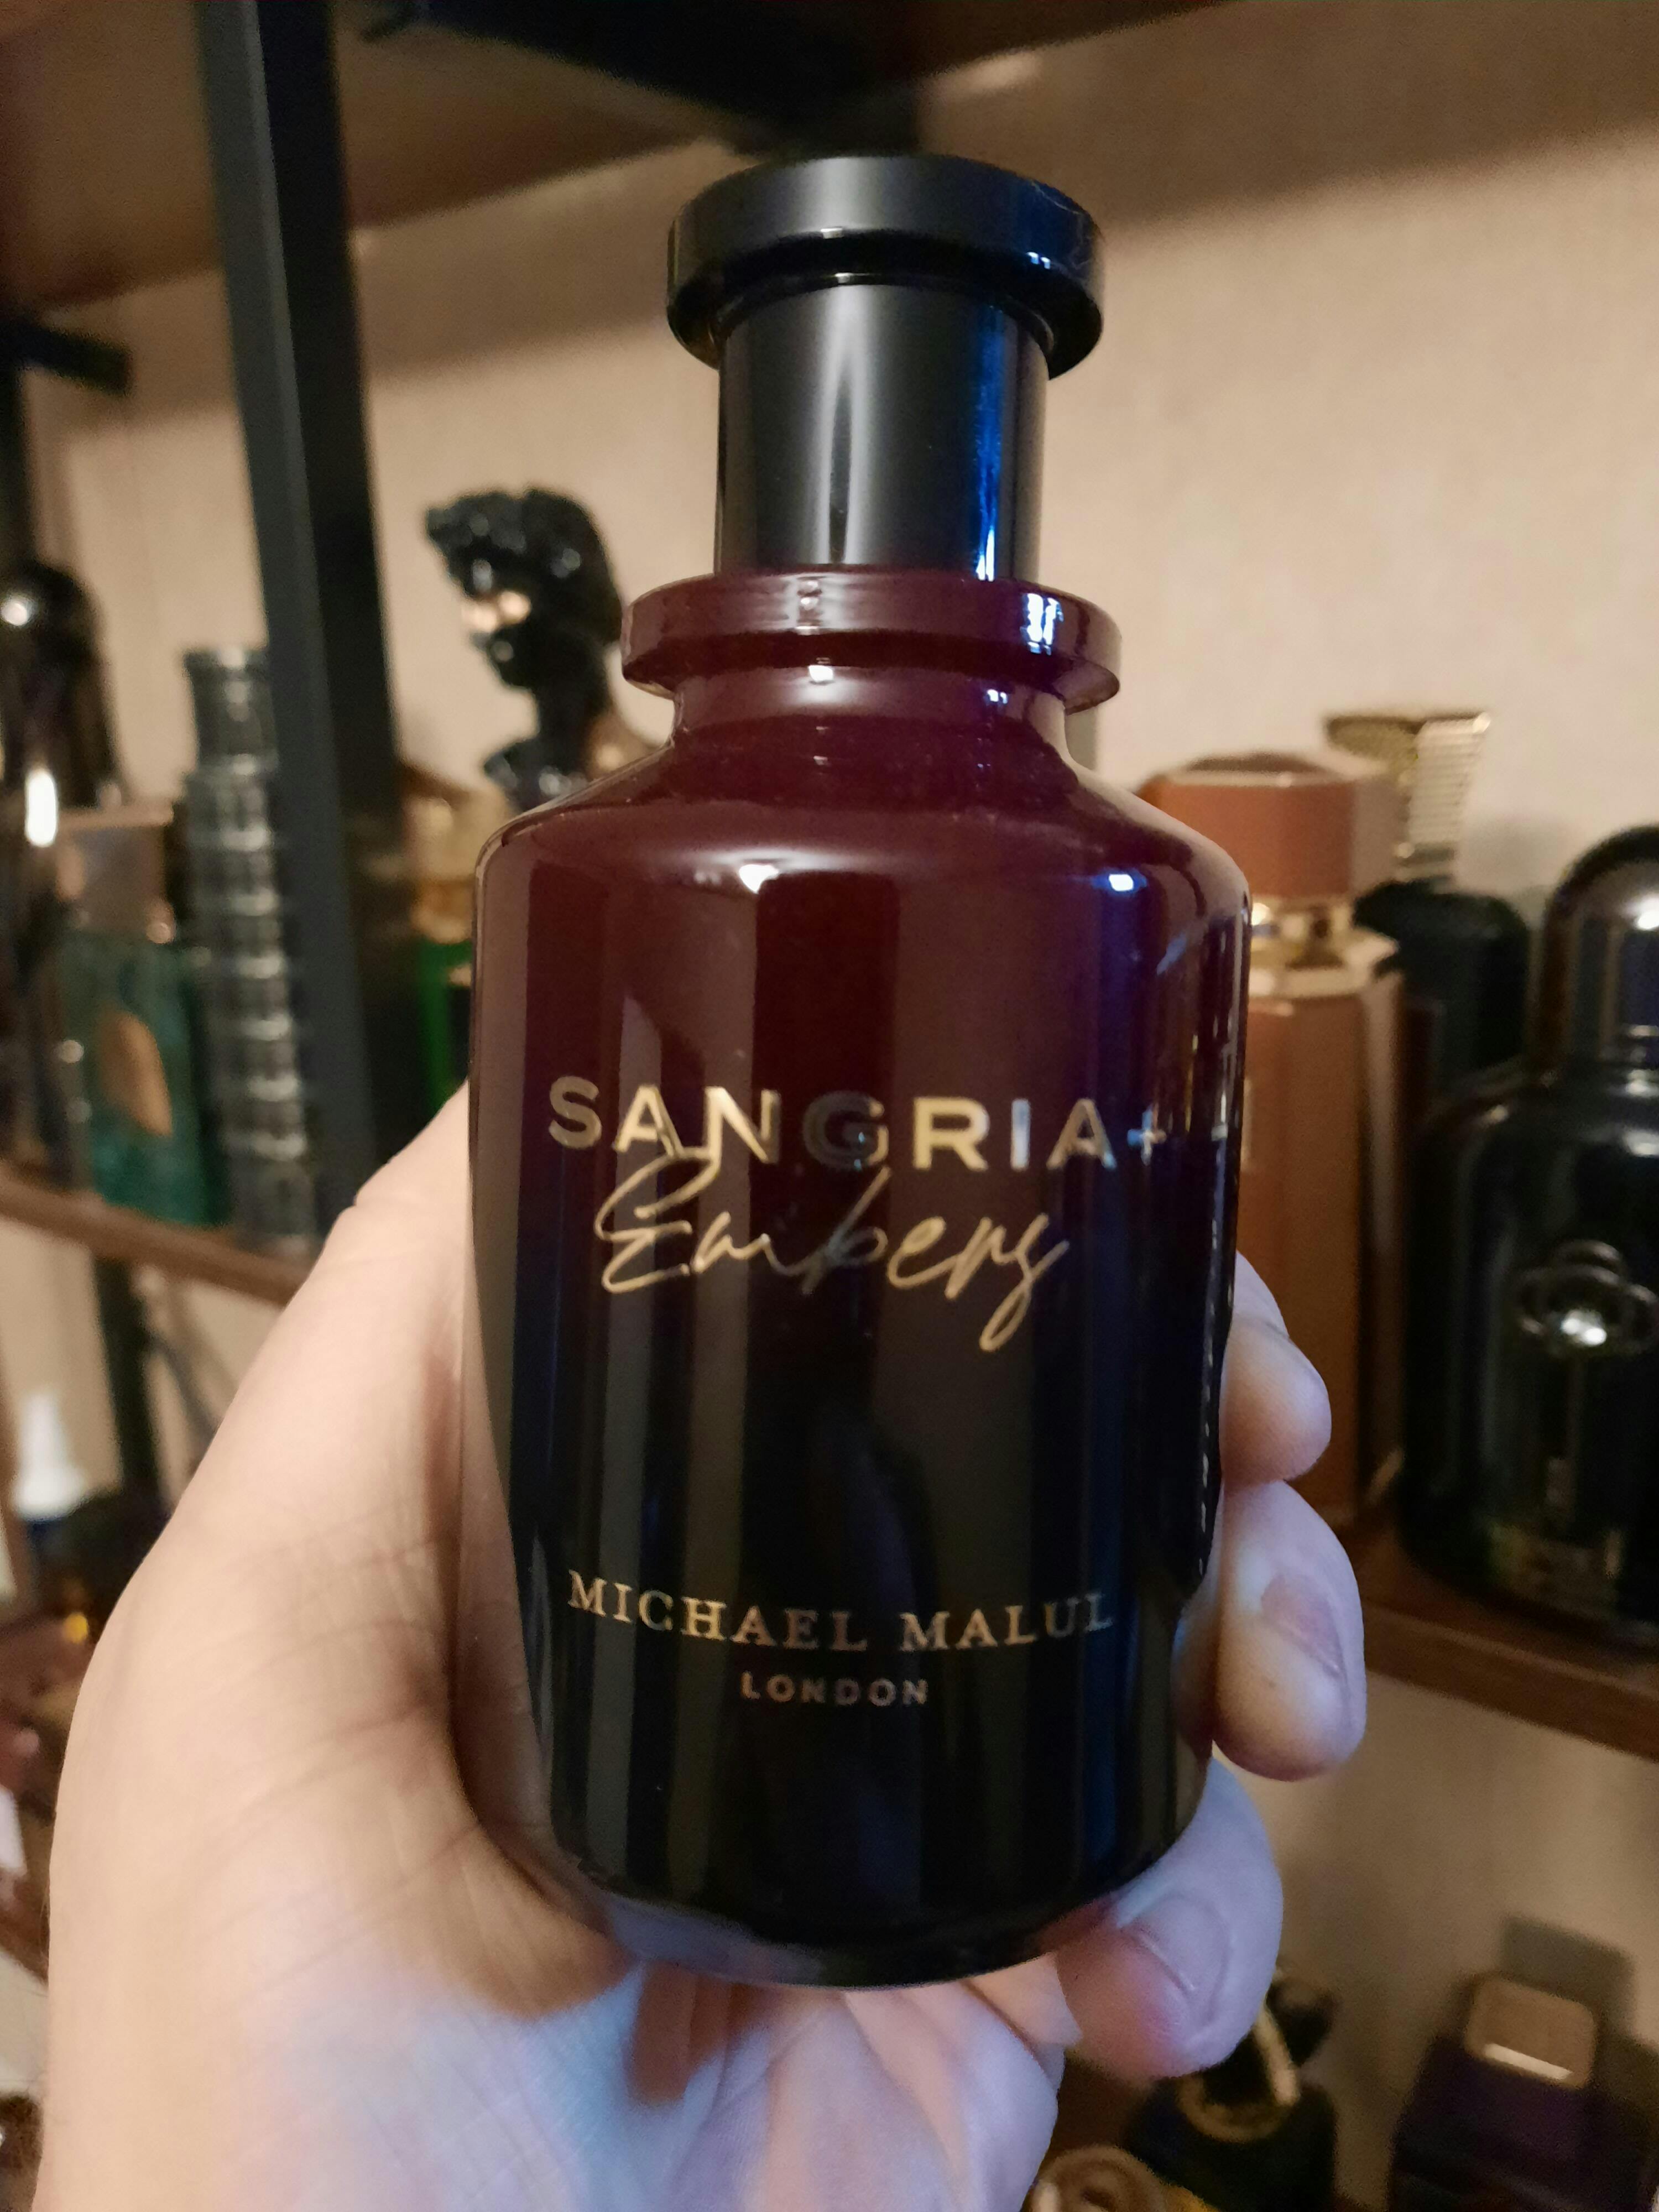 SANGRIA+
Embers
MICHAEL MALUL
LONDON